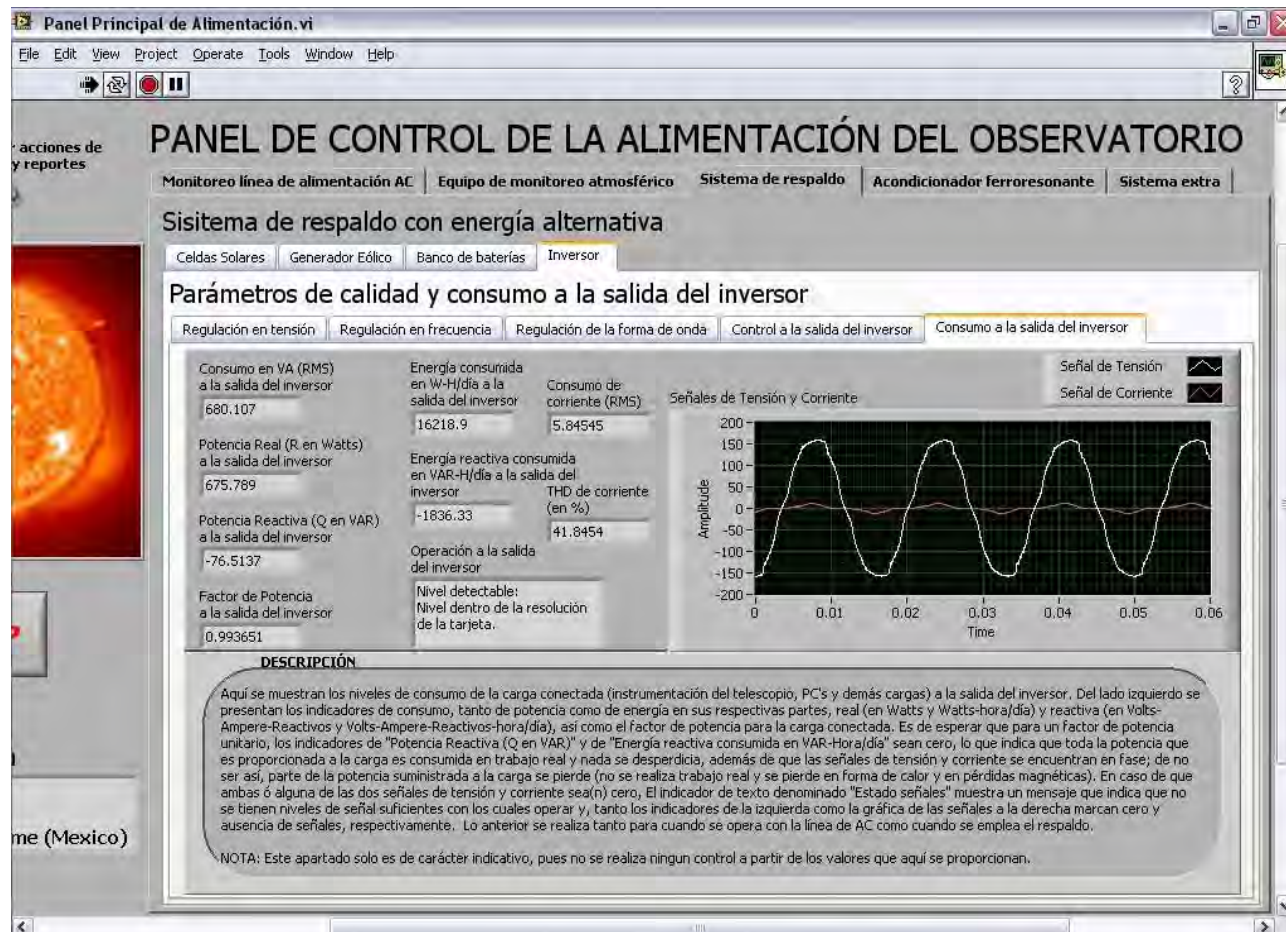 Panel Principal de Alimentación.vi
File Edit View Project Operate Tools Window Help
acciones de
y reportes
PANEL DE CONTROL DE LA ALIMENTACIÓN DEL OBSERVATORIO
Monitoreo línea de alimentación AC Equipo de monitoreo atmosférico Sistema de respaldo Acondicionador ferroresonante Sistema extra
Sisitema de respaldo con energía alternativa
Celdas Solares Generador Eólico Banco de baterías Inversor
Parámetros de calidad y consumo a la salida del inversor
Regulación en tensión Regulación en frecuencia Regulación de la forma de onda Control a la salida del inversor Consumo a la salida del inversor
Consumo en VA (RMS)
a la salida del inversor
680.107
Potencia Real (R en Watts)
a la salida del inversor
675.789
Potencia Reactiva (Q en VAR)
a la salida del inversor
-76.5137
Factor de Potencia
a la salida del inversor
0.993651
Energía consumida
en W-H/día a la
salida del inversor
16218.9
Consumo de
corriente (RMS)
5.84545
Energía reactiva consumida
en VAR-H/día a la salida del
inversor
-1836.33
THD de corriente
(en %)
41.8454
Operación a la salida
del inversor
Nivel detectable:
Nivel dentro de la resolución
de la tarjeta.
Señales de Tensión y Corriente
Señal de Tensión
Señal de Corriente
Amplitude
200
150
100
50
0
-50
-100
-150
-200
0 0.01 0.02 0.03 0.04 0.05 0.06
Time
DESCRIPCIÓN
Aquí se muestran los niveles de consumo de la carga conectada (instrumentación del telescopio, PC's y demás cargas) a la salida del inversor. Del lado izquierdo se
presentan los indicadores de consumo, tanto de potencia como de energía en sus respectivas partes, real (en Watts y Watts-hora/día) y reactiva (en Volts-
Ampere-Reactivos y Volts-Ampere-Reactivos-hora/día), así como el factor de potencia para la carga conectada. Es de esperar que para un factor de potencia
unitario, los indicadores de "Potencia Reactiva (Q en VAR)" y de "Energía reactiva consumida en VAR-Hora/día" sean cero, lo que indica que toda la potencia que
es proporcionada a la carga es consumida en trabajo real y nada se desperdicia, además de que las señales de tensión y corriente se encuentran en fase; de no
ser así, parte de la potencia suministrada a la carga se pierde (no se realiza trabajo real y se pierde en forma de calor y en pérdidas magnéticas). En caso de que
ambas ó alguna de las dos señales de tensión y corriente sea(n) cero, El indicador de texto denominado "Estado señales" muestra un mensaje que indica que no
se tienen niveles de señal suficientes con los cuales operar y, tanto los indicadores de la izquierda como la gráfica de las señales a la derecha marcan cero y
ausencia de señales, respectivamente. Lo anterior se realiza tanto para cuando se opera con la línea de AC como cuando se emplea el respaldo.
NOTA: Este apartado solo es de carácter indicativo, pues no se realiza ningun control a partir de los valores que aquí se proporcionan.
me (Mexico)